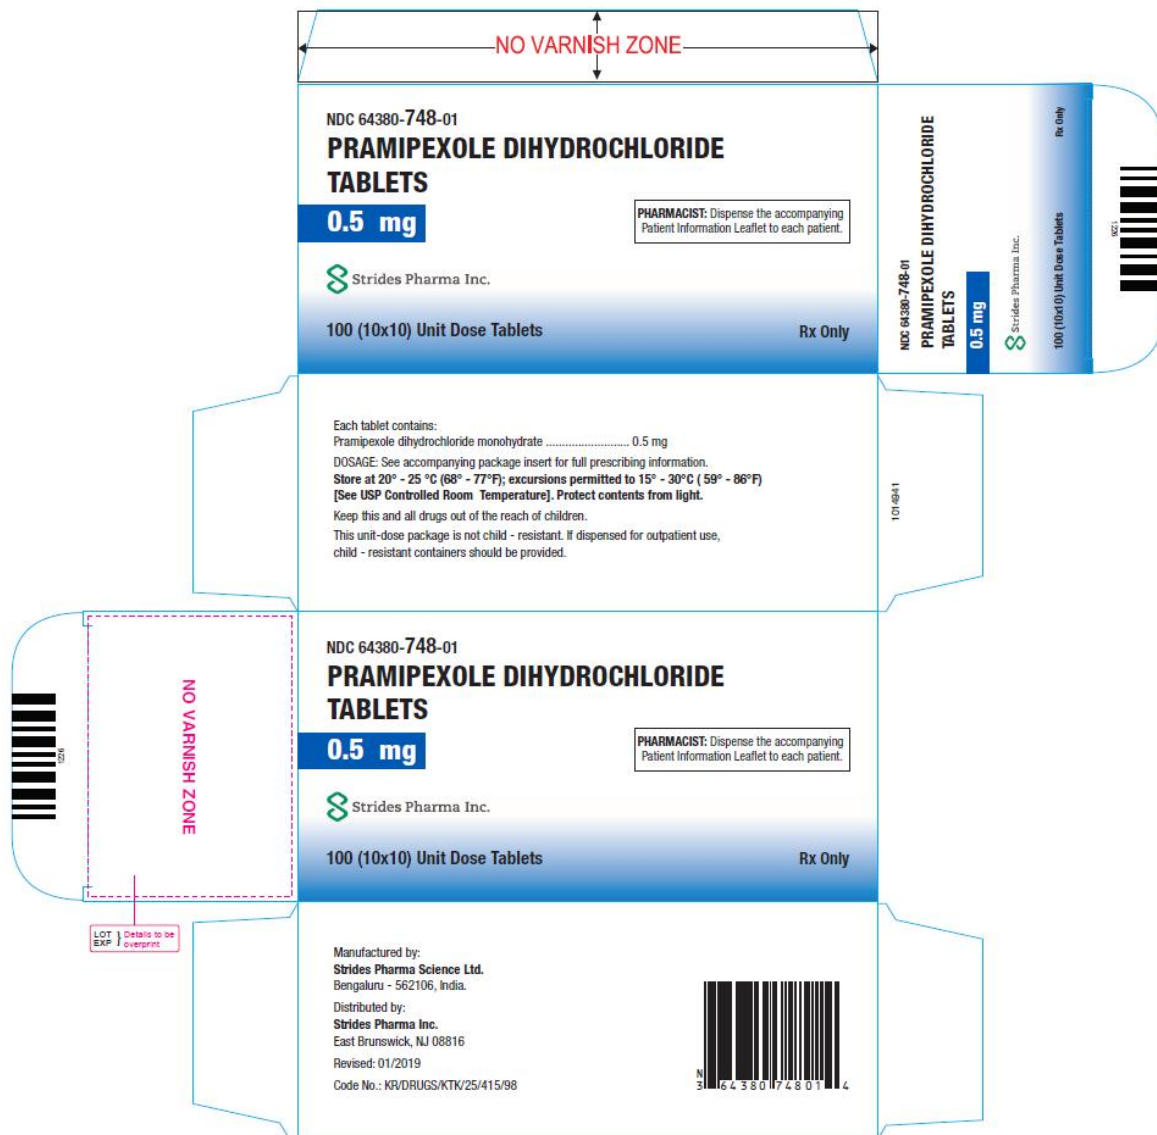 NO VARNISH ZONE
NDC 64380-748-01
PRAMIPEXOLE DIHYDROCHLORIDE
TABLETS
0.5 mg
PHARMACIST: Dispense the accompanying
Patient Information Leaflet to each patient.
Strides Pharma Inc.
100 (10x10) Unit Dose Tablets
Rx Only
NDC 64380-748-01
PRAMIPEXOLE DIHYDROCHLORIDE
TABLETS
0.5 mg
Strides Pharma Inc.
100 (10x10) Unit Dose Tablets
Rx Only
1226
Each tablet contains:
Pramipexole dihydrochloride monohydrate .......................... 0.5 mg
DOSAGE: See accompanying package insert for full prescribing information.
Store at 20° - 25 °C (68° - 77°F); excursions permitted to 15° - 30°C ( 59° - 86°F)
[See USP Controlled Room Temperature]. Protect contents from light.
Keep this and all drugs out of the reach of children.
This unit-dose package is not child - resistant. If dispensed for outpatient use,
child - resistant containers should be provided.
1014941
1226
NO VARNISH ZONE
LOT
EXP } Details to be
overprint
NDC 64380-748-01
PRAMIPEXOLE DIHYDROCHLORIDE
TABLETS
0.5 mg
PHARMACIST: Dispense the accompanying
Patient Information Leaflet to each patient.
Strides Pharma Inc.
100 (10x10) Unit Dose Tablets
Rx Only
Manufactured by:
Strides Pharma Science Ltd.
Bengaluru - 562106, India.
Distributed by:
Strides Pharma Inc.
East Brunswick, NJ 08816
Revised: 01/2019
Code No.: KR/DRUGS/KTK/25/415/98
N
3 64380 74801 4